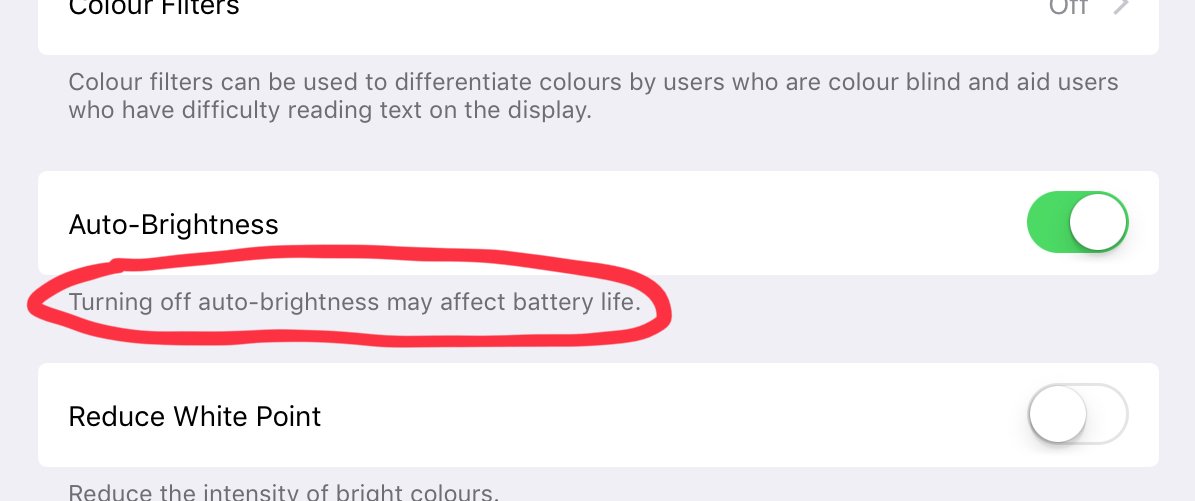 Colour Filters
Off
Colour filters can be used to differentiate colours by users who are colour blind and aid users
who have difficulty reading text on the display.
Auto-Brightness
Turning off auto-brightness may affect battery life.
Reduce White Point
Reduce the intensity of bright colours.